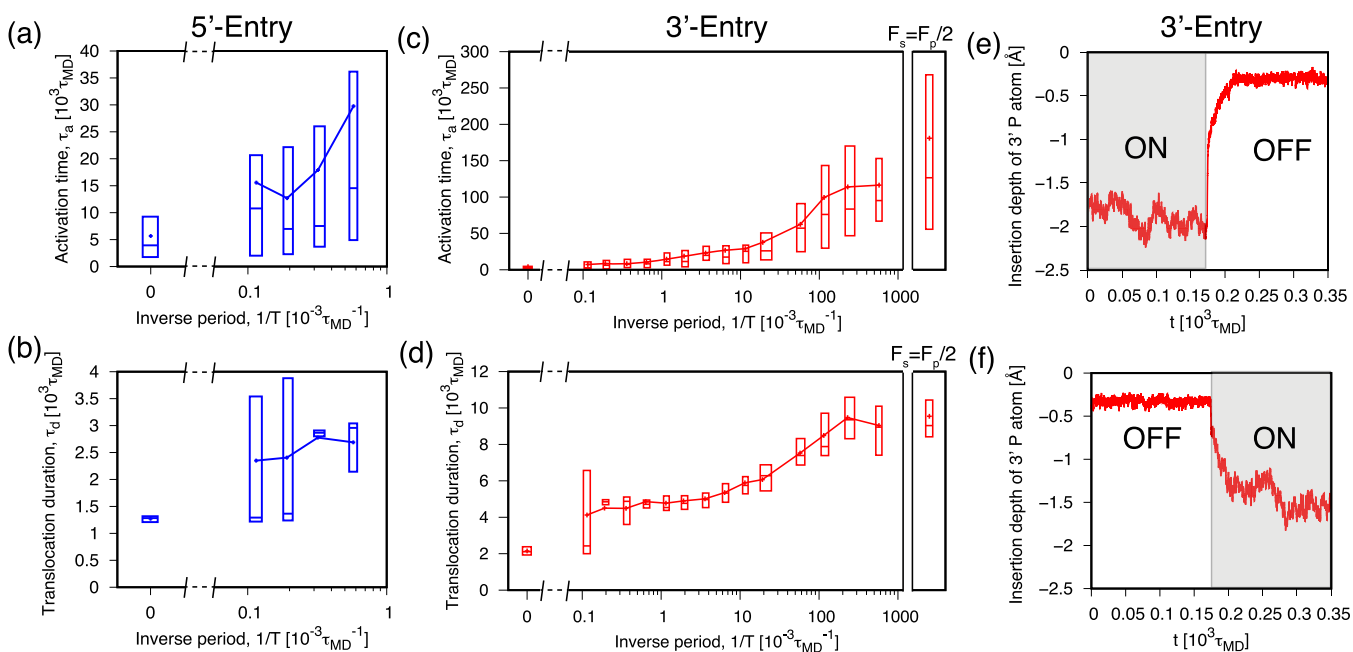 5’-Entry
3’-Entry
3’-Entry
(a)
Activation time, τa [10³τMD]
40
35
30
25
20
15
10
5
0
0
0.1
1
Inverse period, 1/T [10⁻³τMD⁻¹]
(b)
Translocation duration, τd [10³τMD]
4
3.5
3
2.5
2
1.5
1
0.5
0
0
0.1
1
Inverse period, 1/T [10⁻³τMD⁻¹]
(c)
Fs=Fp/2
Activation time, τa [10³τMD]
300
250
200
150
100
50
0
0
0.1
1
10
100
1000
Inverse period, 1/T [10⁻³τMD⁻¹]
(d)
Fs=Fp/2
Translocation duration, τd [10³τMD]
12
10
8
6
4
2
0
0
0.1
1
10
100
1000
Inverse period, 1/T [10⁻³τMD⁻¹]
(e)
Insertion depth of 3’ P atom [Å]
0
−0.5
−1
−1.5
−2
−2.5
ON
OFF
0 0.05 0.1 0.15 0.2 0.25 0.3 0.35
t [10³τMD]
(f)
Insertion depth of 3’ P atom [Å]
0
−0.5
−1
−1.5
−2
−2.5
OFF
ON
0 0.05 0.1 0.15 0.2 0.25 0.3 0.35
t [10³τMD]